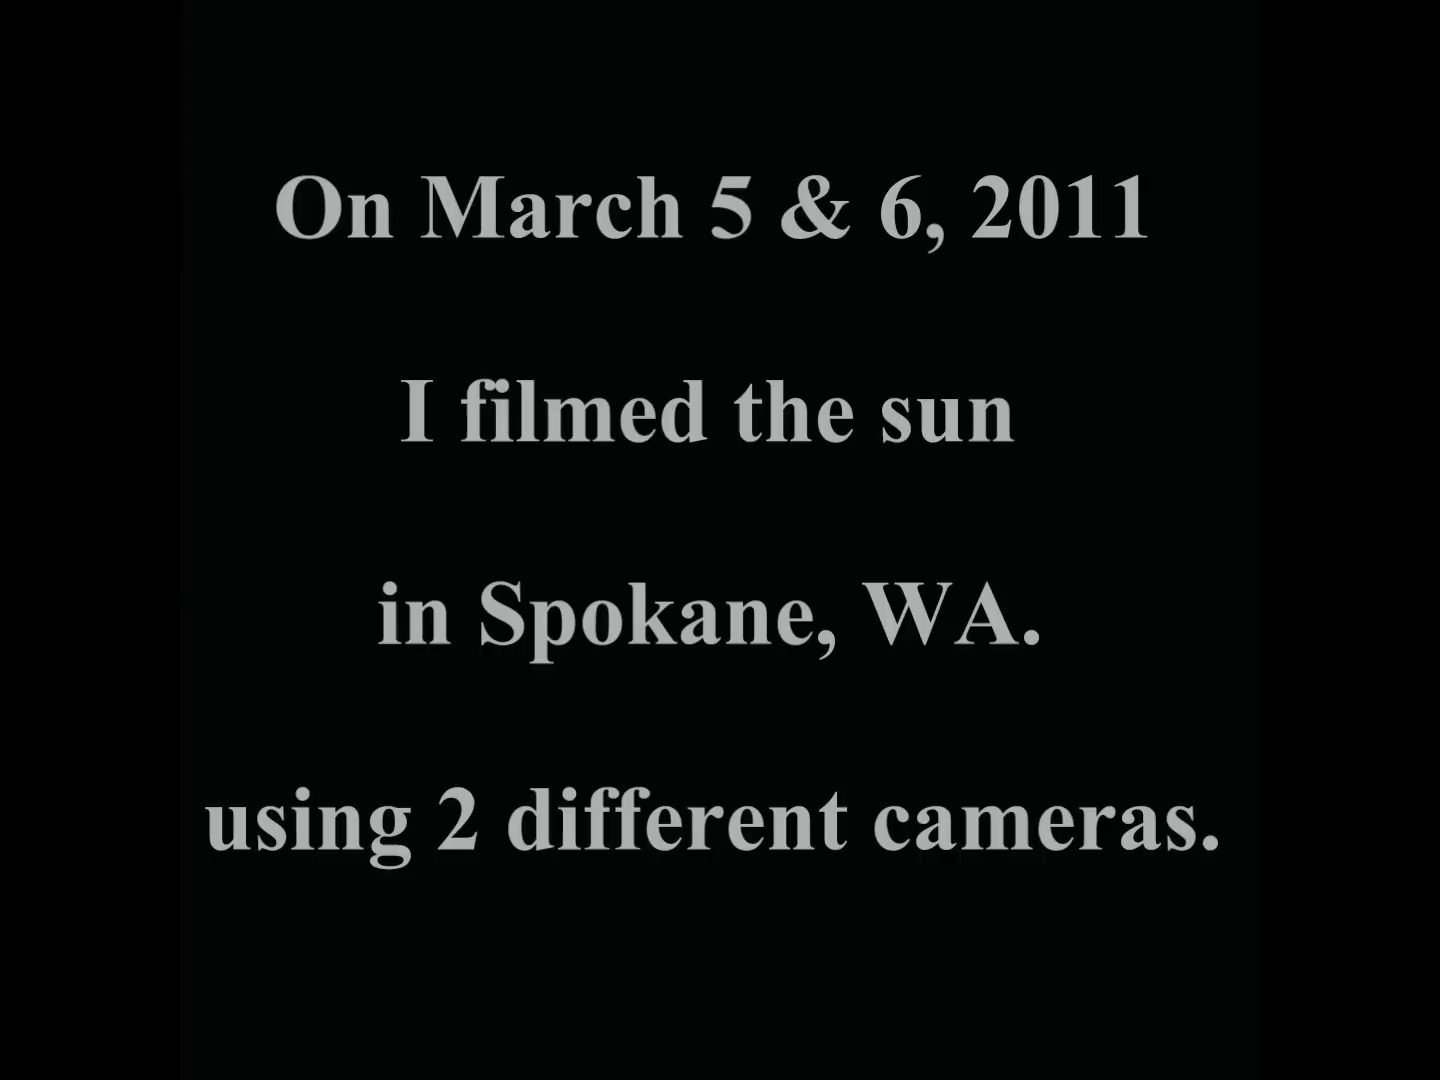 On March 5 & 6, 2011
I filmed the sun
in Spokane, WA.
using 2 different cameras.